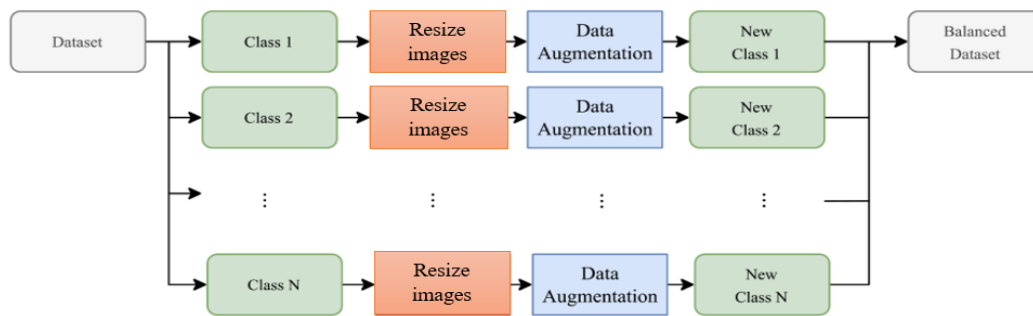 Dataset
Class 1
Resize
images
Data
Augmentation
New
Class 1
Balanced
Dataset
Class 2
Resize
images
Data
Augmentation
New
Class 2
⋮ ⋮ ⋮ ⋮
Class N
Resize
images
Data
Augmentation
New
Class N